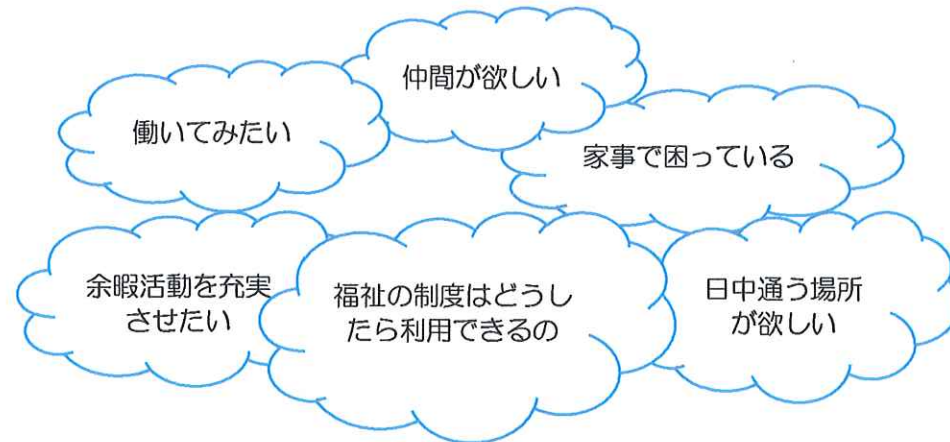 仲間が欲しい
働いてみたい
家事で困っている
余暇活動を充実
させたい
福祉の制度はどうし
たら利用できるの
日中通う場所
が欲しい